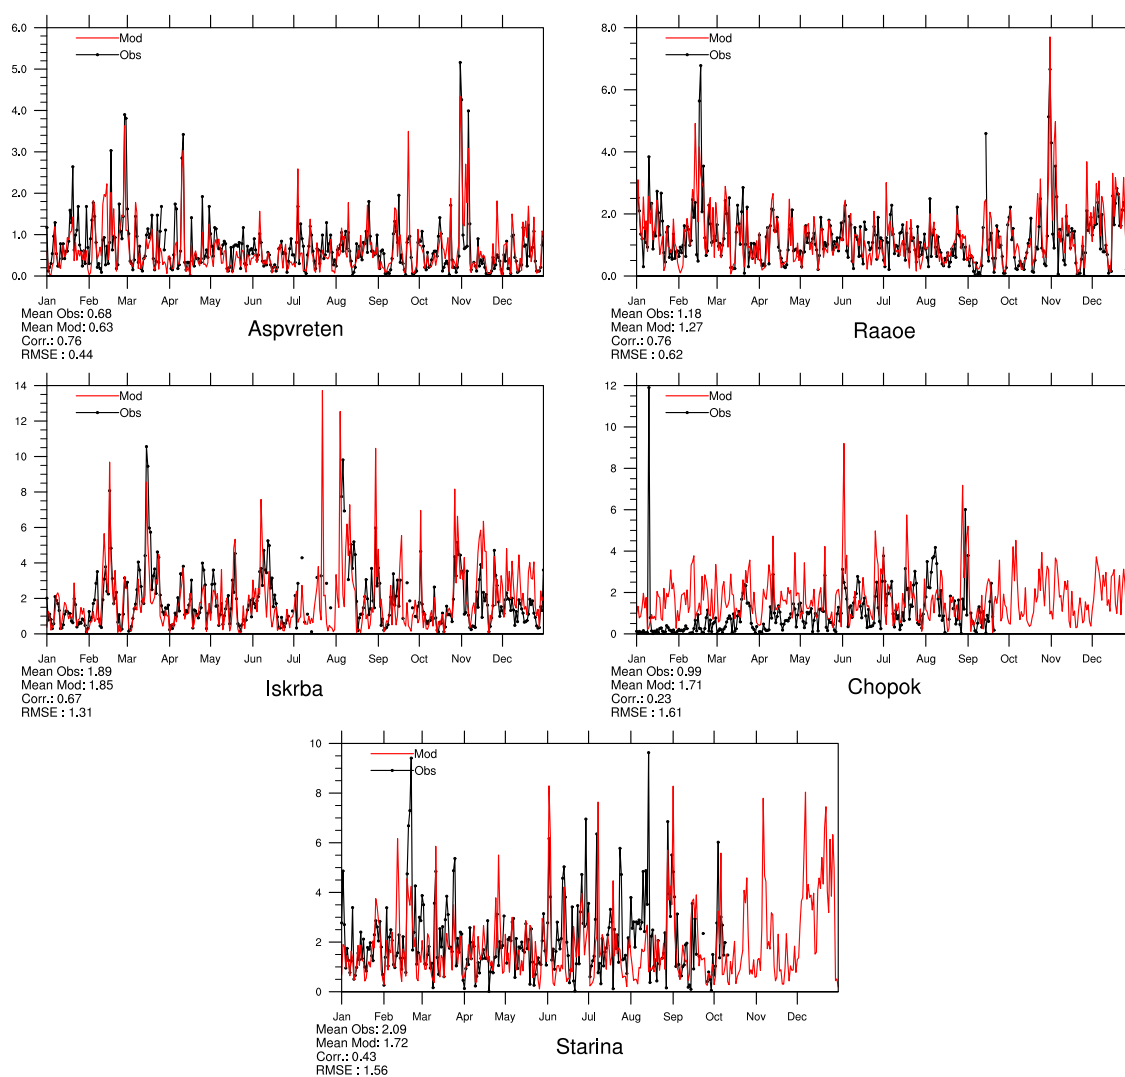 6.0
5.0
4.0
3.0
2.0
1.0
0.0
Mod
Obs
Jan Feb Mar Apr May Jun Jul Aug Sep Oct Nov Dec
Mean Obs: 0.68
Mean Mod: 0.63
Corr.: 0.76
RMSE : 0.44
Aspvreten
8.0
6.0
4.0
2.0
0.0
Mod
Obs
Jan Feb Mar Apr May Jun Jul Aug Sep Oct Nov Dec
Mean Obs: 1.18
Mean Mod: 1.27
Corr.: 0.76
RMSE : 0.62
Raaoe
14
12
10
8
6
4
2
0
Mod
Obs
Jan Feb Mar Apr May Jun Jul Aug Sep Oct Nov Dec
Mean Obs: 1.89
Mean Mod: 1.85
Corr.: 0.67
RMSE : 1.31
Iskrba
12
10
8
6
4
2
0
Mod
Obs
Jan Feb Mar Apr May Jun Jul Aug Sep Oct Nov Dec
Mean Obs: 0.99
Mean Mod: 1.71
Corr.: 0.23
RMSE : 1.61
Chopok
10
8
6
4
2
0
Mod
Obs
Jan Feb Mar Apr May Jun Jul Aug Sep Oct Nov Dec
Mean Obs: 2.09
Mean Mod: 1.72
Corr.: 0.43
RMSE : 1.56
Starina